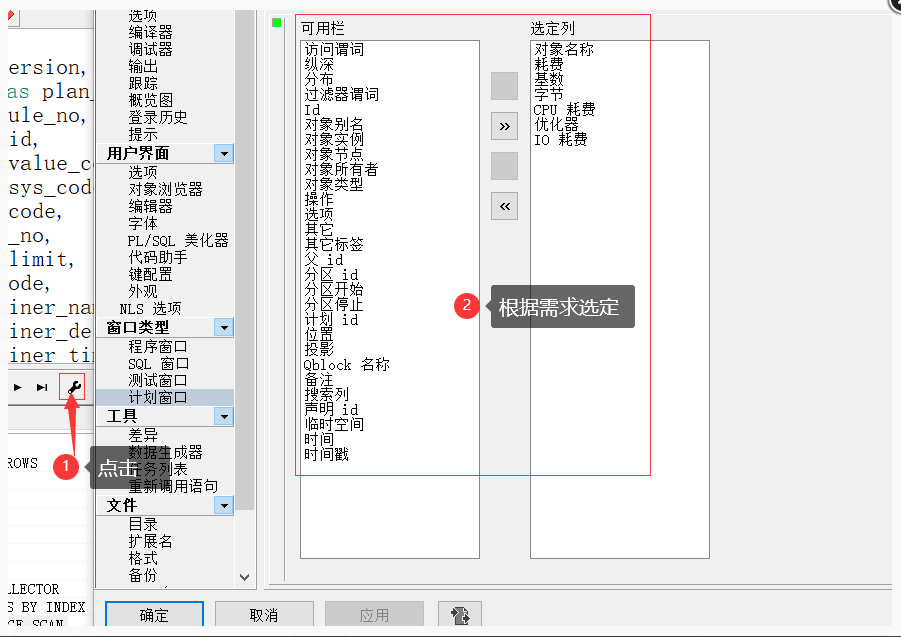 ersion,
as plan_
ule_no,
id,
value_c
sys_cod
code,
_no,
limit,
ode,
iner_na
iner_de
iner_ti
ROWS
LLECTOR
S BY INDEX
选项
编译器
调试器
输出
跟踪
概览图
登录历史
提示
用户界面
选项
对象浏览器
编辑器
字体
PL/SQL 美化器
代码助手
键配置
外观
NLS 选项
窗口类型
程序窗口
SQL 窗口
测试窗口
计划窗口
工具
差异
数据生成器
任务列表
重新调用语句
文件
目录
扩展名
格式
备份
1
点击
可用栏
访问谓词
纵深
分布
过滤器谓词
Id
对象别名
对象实例
对象节点
对象所有者
对象类型
操作
选项
其它
其它标签
父 id
分区 id
分区开始
分区停止
计划 id
位置
投影
Qblock 名称
备注
搜索列
声明 id
临时空间
时间
时间戳
»
«
选定列
对象名称
耗费
基数
字节
CPU 耗费
优化器
IO 耗费
2
根据需求选定
确定
取消
应用